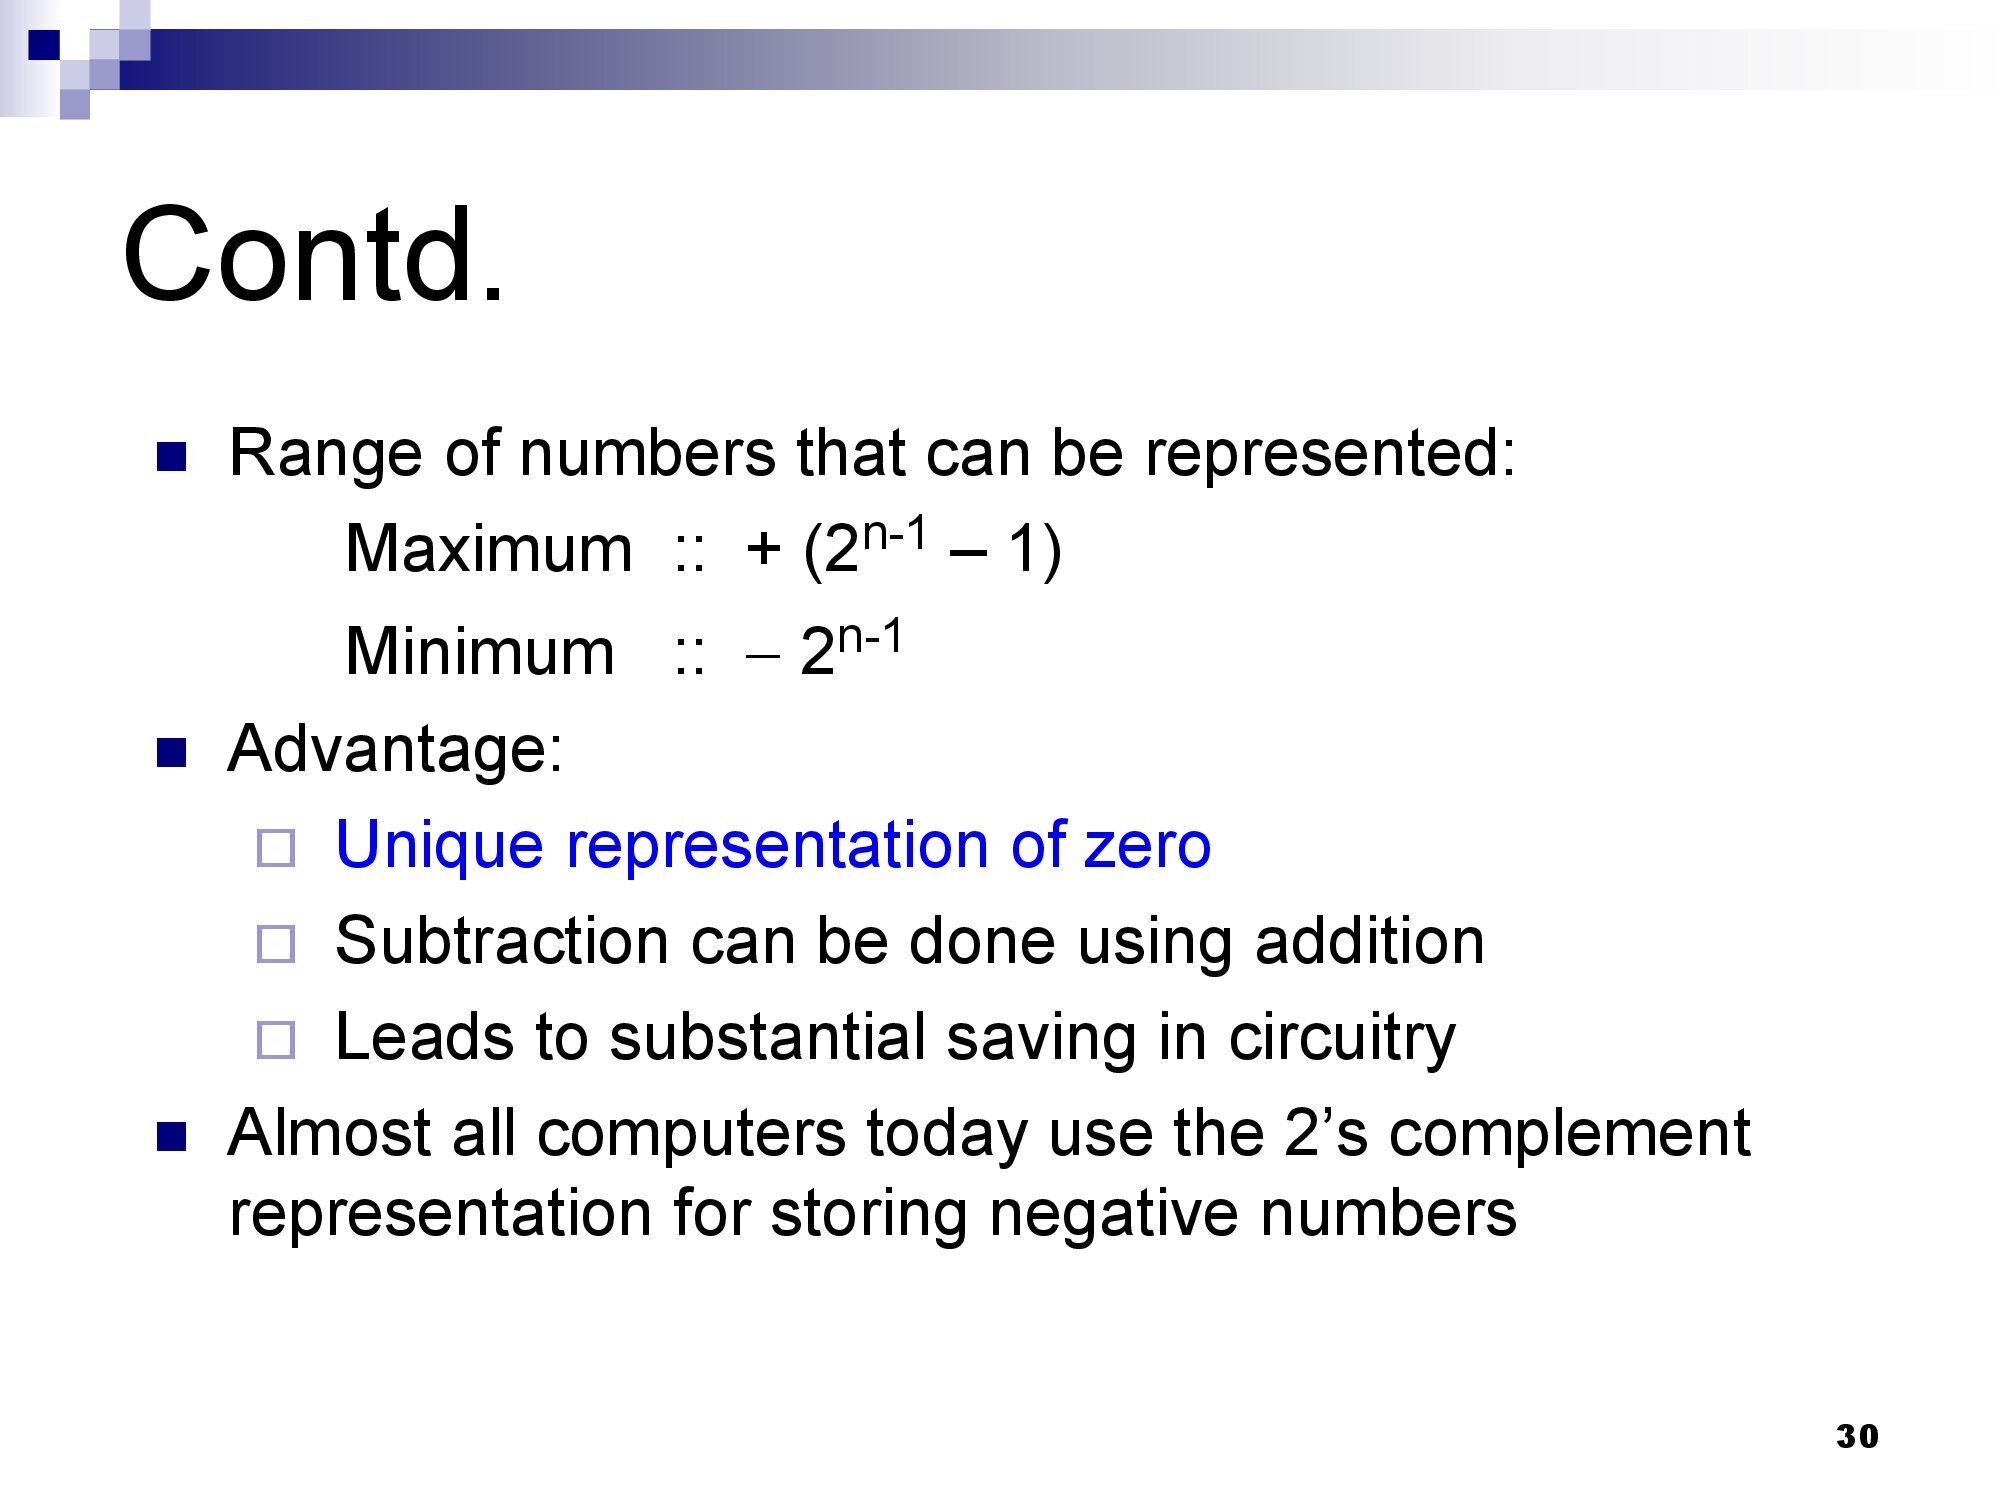 Contd.
Range of numbers that can be represented:
Maximum :: + (2ⁿ⁻¹ – 1)
Minimum :: − 2ⁿ⁻¹
Advantage:
Unique representation of zero
Subtraction can be done using addition
Leads to substantial saving in circuitry
Almost all computers today use the 2’s complement
representation for storing negative numbers
30